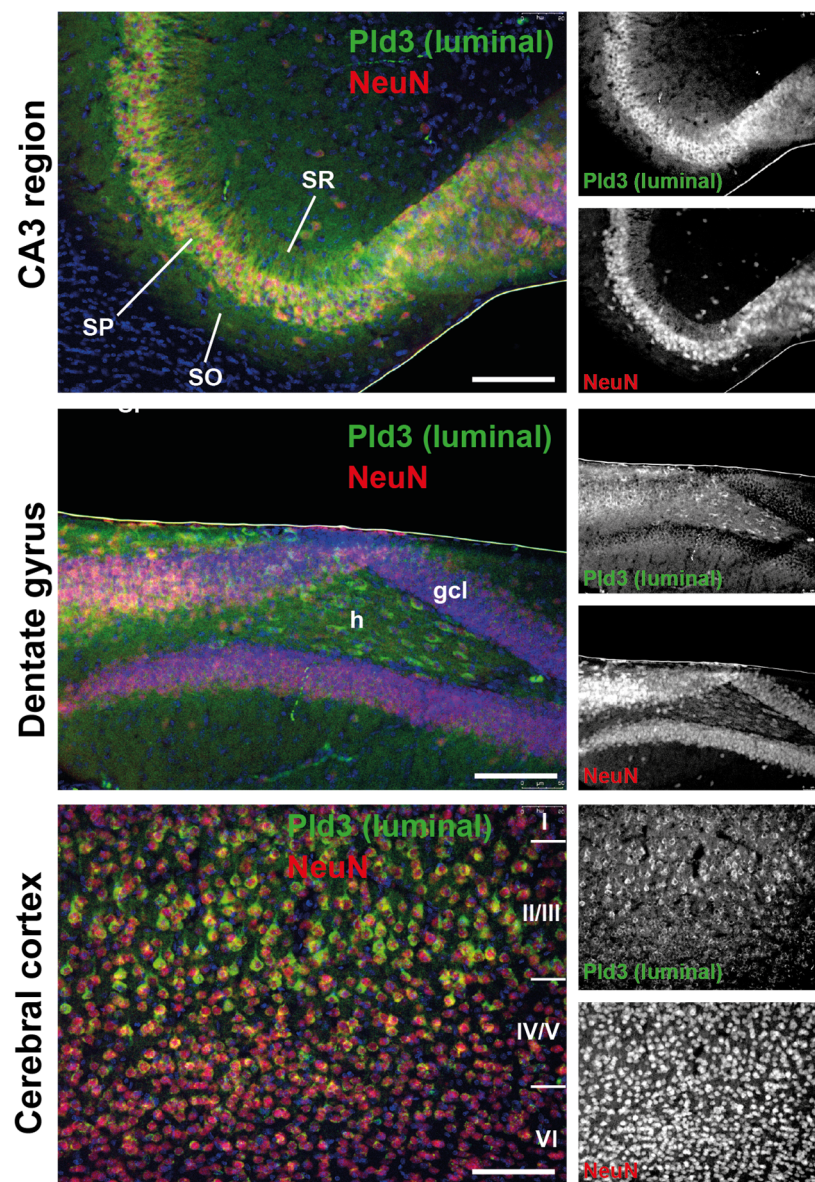 CA3 region
Pld3 (luminal)
NeuN
SR
SP
SO
Pld3 (luminal)
NeuN
Dentate gyrus
Pld3 (luminal)
NeuN
gcl
h
Pld3 (luminal)
NeuN
Cerebral cortex
Pld3 (luminal)
NeuN
I
II/III
IV/V
VI
Pld3 (luminal)
NeuN